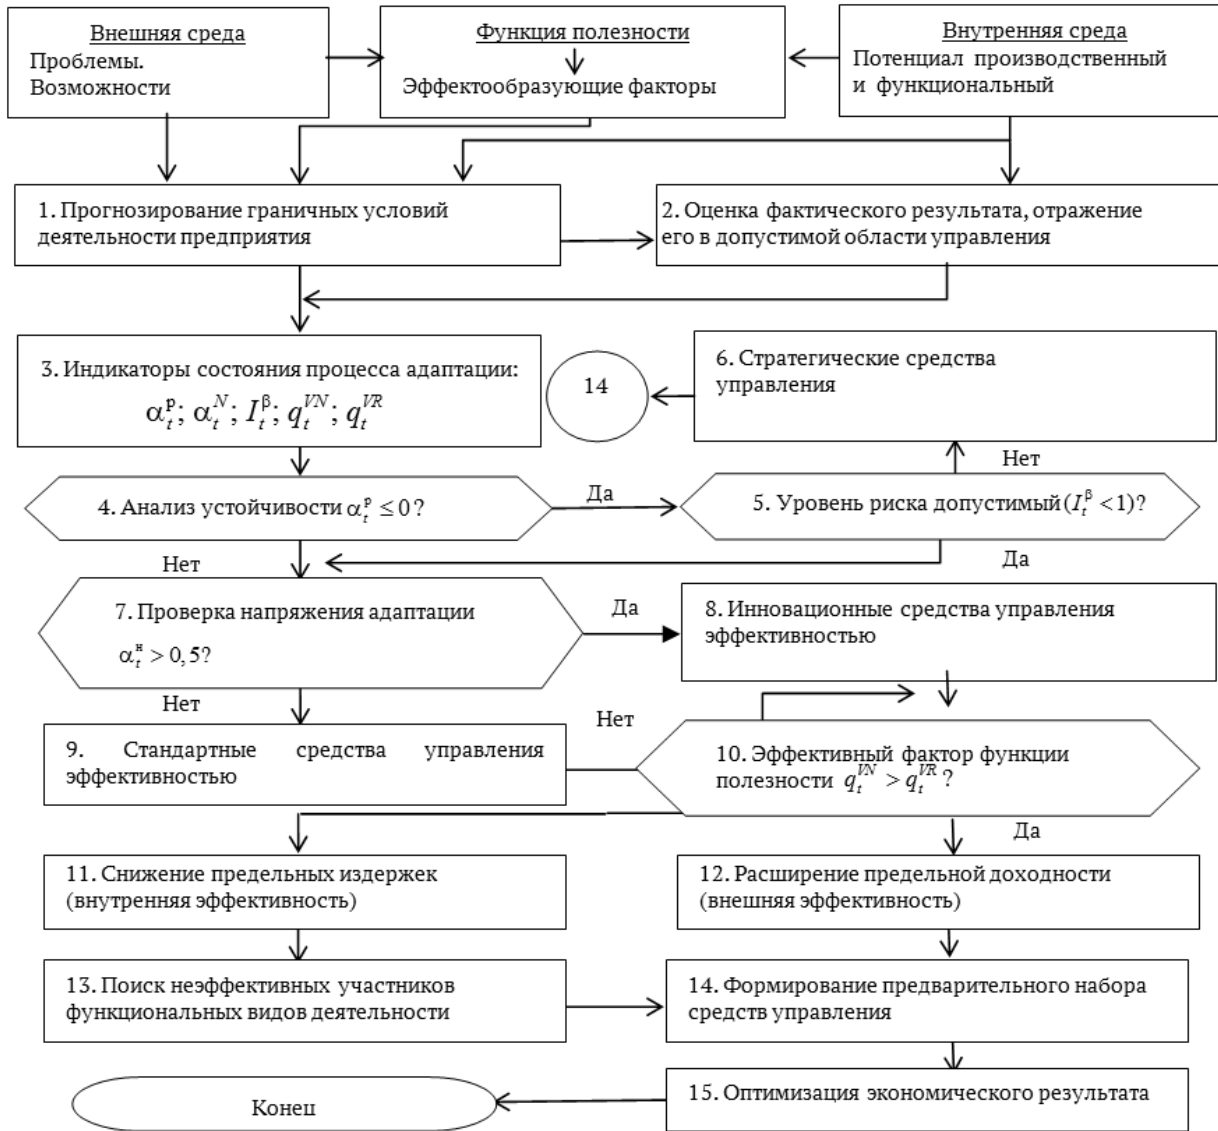 Внешняя среда
Проблемы.
Возможности
Функция полезности
Эффектообразующие факторы
Внутренняя среда
Потенциал производственный
и функциональный
1. Прогнозирование граничных условий
деятельности предприятия
2. Оценка фактического результата, отражение
его в допустимой области управления
3. Индикаторы состояния процесса адаптации:
α_t^р; α_t^N; I_t^β; q_t^VN; q_t^VR
14
6. Стратегические средства
управления
Нет
4. Анализ устойчивости α_t^р ≤ 0 ?
Да
5. Уровень риска допустимый (I_t^β < 1)?
Нет
Да
7. Проверка напряжения адаптации
α_t^н > 0,5?
Да
8. Инновационные средства управления
эффективностью
Нет
Нет
9. Стандартные средства управления
эффективностью
10. Эффективный фактор функции
полезности q_t^VN > q_t^VR ?
Да
11. Снижение предельных издержек
(внутренняя эффективность)
12. Расширение предельной доходности
(внешняя эффективность)
13. Поиск неэффективных участников
функциональных видов деятельности
14. Формирование предварительного набора
средств управления
15. Оптимизация экономического результата
Конец